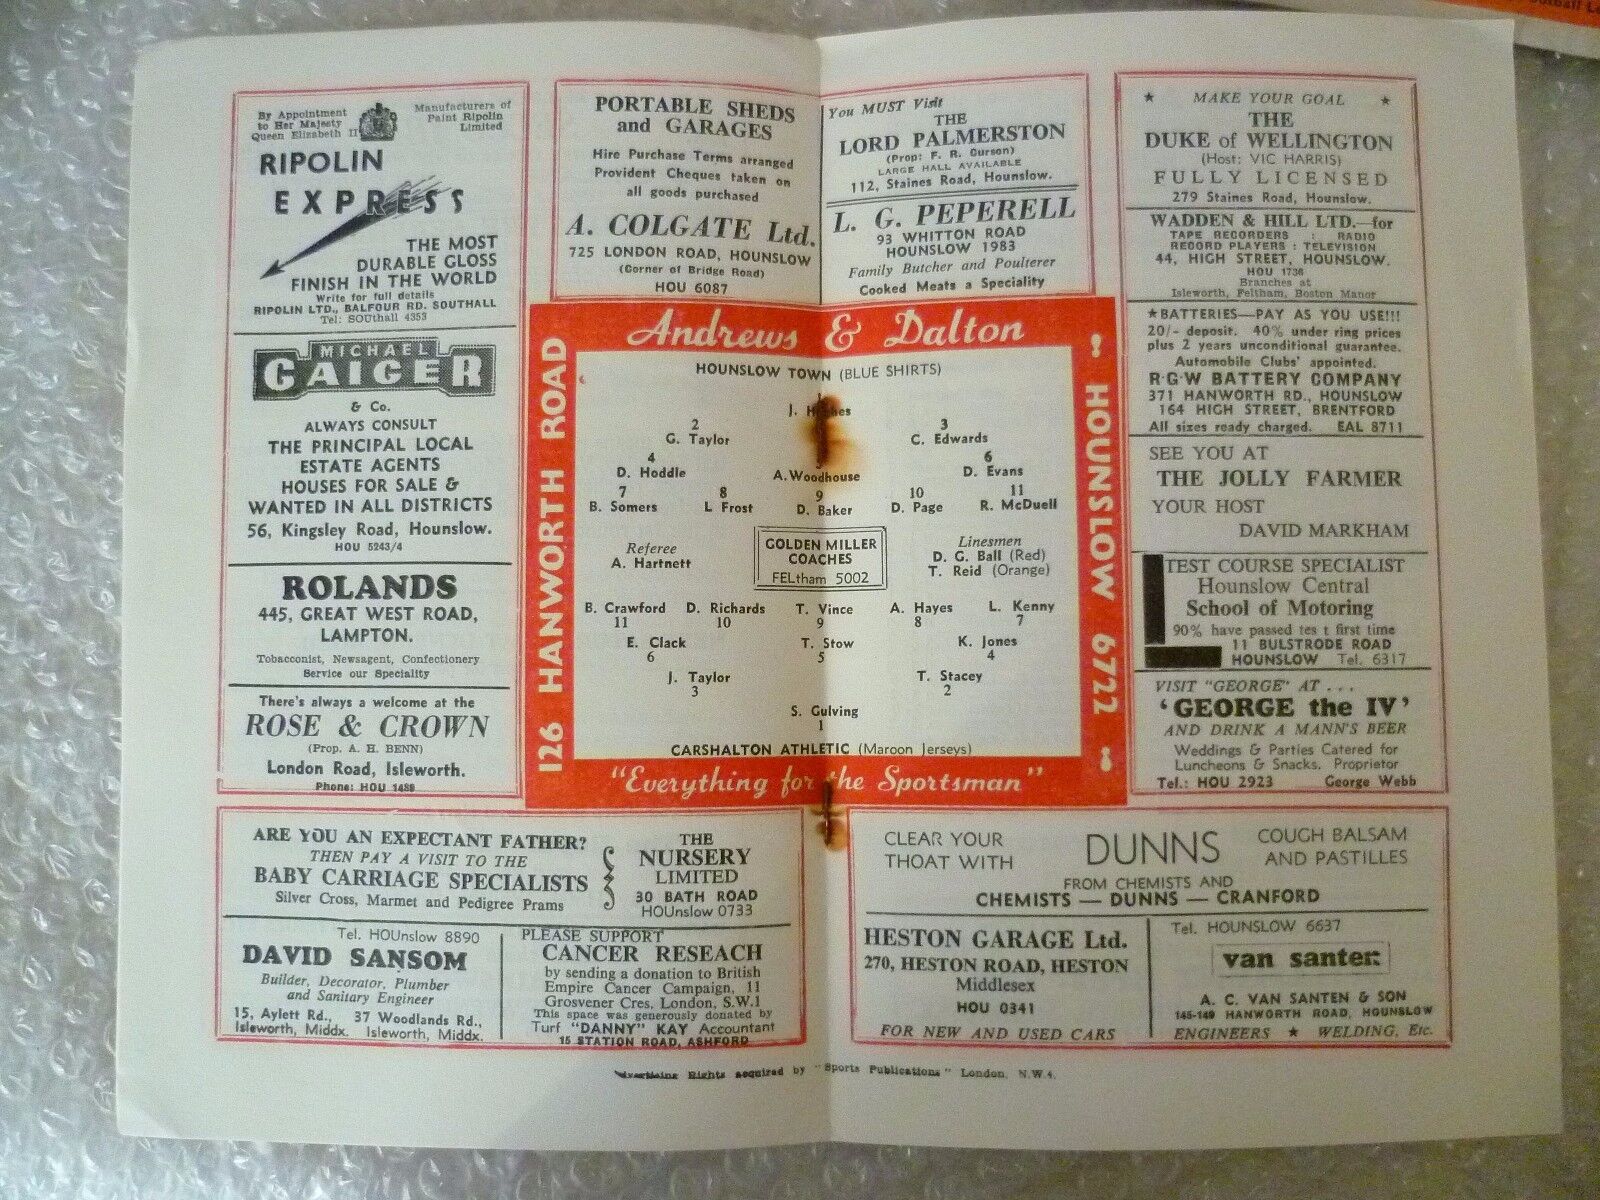 By Appointment
to Her Majesty
Queen Elizabeth II
Manufacturers of
Paint Ripolin
Limited
RIPOLIN
EXPRESS
THE MOST
DURABLE GLOSS
FINISH IN THE WORLD
Write for full details
RIPOLIN LTD., BALFOUR RD. SOUTHALL
Tel: SOUthall 4353
MICHAEL
GAIGER
& Co.
ALWAYS CONSULT
THE PRINCIPAL LOCAL
ESTATE AGENTS
HOUSES FOR SALE &
WANTED IN ALL DISTRICTS
56, Kingsley Road, Hounslow.
HOU 5243/4
ROLANDS
445, GREAT WEST ROAD,
LAMPTON.
Tobacconist, Newsagent, Confectionery
Service our Speciality
There's always a welcome at the
ROSE & CROWN
(Prop. A. H. BENN)
London Road, Isleworth.
Phone: HOU 1489
PORTABLE SHEDS
and GARAGES
Hire Purchase Terms arranged
Provident Cheques taken on
all goods purchased
A. COLGATE Ltd.
725 LONDON ROAD, HOUNSLOW
(Corner of Bridge Road)
HOU 6087
You MUST Visit
THE
LORD PALMERSTON
(Prop: F. R. Curson)
LARGE HALL AVAILABLE
112, Staines Road, Hounslow.
L. G. PEPERELL
93 WHITTON ROAD
HOUNSLOW 1983
Family Butcher and Poulterer
Cooked Meats a Speciality
★ MAKE YOUR GOAL ★
THE
DUKE of WELLINGTON
(Host: VIC HARRIS)
FULLY LICENSED
279 Staines Road, Hounslow.
WADDEN & HILL LTD.—for
TAPE RECORDERS : RADIO
RECORD PLAYERS : TELEVISION
44, HIGH STREET, HOUNSLOW.
HOU 1736
Branches at
Isleworth, Feltham, Boston Manor
★BATTERIES—PAY AS YOU USE!!!
20/- deposit. 40% under ring prices
plus 2 years unconditional guarantee.
Automobile Clubs' appointed.
R·G·W BATTERY COMPANY
371 HANWORTH RD., HOUNSLOW
164 HIGH STREET, BRENTFORD
All sizes ready charged. EAL 8711
SEE YOU AT
THE JOLLY FARMER
YOUR HOST
DAVID MARKHAM
TEST COURSE SPECIALIST
Hounslow Central
School of Motoring
90% have passed tes t first time
11 BULSTRODE ROAD
HOUNSLOW Tel. 6317
VISIT "GEORGE" AT . . .
'GEORGE the IV'
AND DRINK A MANN'S BEER
Weddings & Parties Catered for
Luncheons & Snacks. Proprietor
Tel.: HOU 2923 George Webb
Andrews & Dalton
126 HANWORTH ROAD
! HOUNSLOW 6722 !
"Everything for the Sportsman"
HOUNSLOW TOWN (BLUE SHIRTS)
1
J. Hughes
2 3
G. Taylor C. Edwards
4 5 6
D. Hoddle A. Woodhouse D. Evans
7 8 9 10 11
B. Somers L Frost D. Baker D. Page R. McDuell
Referee
A. Hartnett
GOLDEN MILLER
COACHES
FELtham 5002
Linesmen
D. G. Ball (Red)
T. Reid (Orange)
B. Crawford D. Richards T. Vince A. Hayes L. Kenny
11 10 9 8 7
E. Clack T. Stow K. Jones
6 5 4
J. Taylor T. Stacey
3 2
S. Gulving
1
CARSHALTON ATHLETIC (Maroon Jerseys)
ARE YOU AN EXPECTANT FATHER?
THEN PAY A VISIT TO THE
BABY CARRIAGE SPECIALISTS
Silver Cross, Marmet and Pedigree Prams
THE
NURSERY
LIMITED
30 BATH ROAD
HOUnslow 0733
Tel. HOUnslow 8890
DAVID SANSOM
Builder, Decorator, Plumber
and Sanitary Engineer
15, Aylett Rd., 37 Woodlands Rd.,
Isleworth, Middx. Isleworth, Middx.
PLEASE SUPPORT
CANCER RESEACH
by sending a donation to British
Empire Cancer Campaign, 11
Grosvener Cres, London, S.W.1
This space was generously donated by
Turf "DANNY" KAY Accountant
15 STATION ROAD, ASHFORD
CLEAR YOUR
THOAT WITH
DUNNS
COUGH BALSAM
AND PASTILLES
FROM CHEMISTS AND
CHEMISTS — DUNNS — CRANFORD
HESTON GARAGE Ltd.
270, HESTON ROAD, HESTON
Middlesex
HOU 0341
FOR NEW AND USED CARS
Tel. HOUNSLOW 6637
van santen
A. C. VAN SANTEN & SON
145-149 HANWORTH ROAD, HOUNSLOW
ENGINEERS ★ WELDING, Etc.
Advertising Rights acquired by "Sports Publications" London, N.W.4.